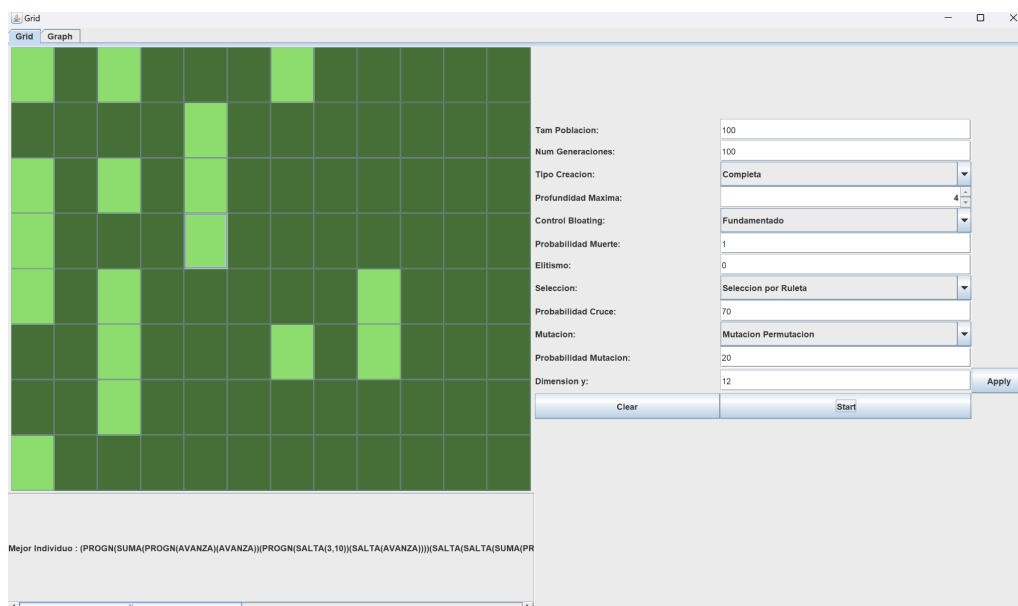 Grid
Grid Graph
Tam Poblacion: 100
Num Generaciones: 100
Tipo Creacion: Completa
Profundidad Maxima: 4
Control Bloating: Fundamentado
Probabilidad Muerte: 1
Elitismo: 0
Seleccion: Seleccion por Ruleta
Probabilidad Cruce: 70
Mutacion: Mutacion Permutacion
Probabilidad Mutacion: 20
Dimension y: 12 Apply
Clear Start
Mejor Individuo : (PROGN(SUMA(PROGN(AVANZA)(AVANZA))(PROGN(SALTA(3,10))(SALTA(AVANZA))))(SALTA(SALTA(SUMA(PR